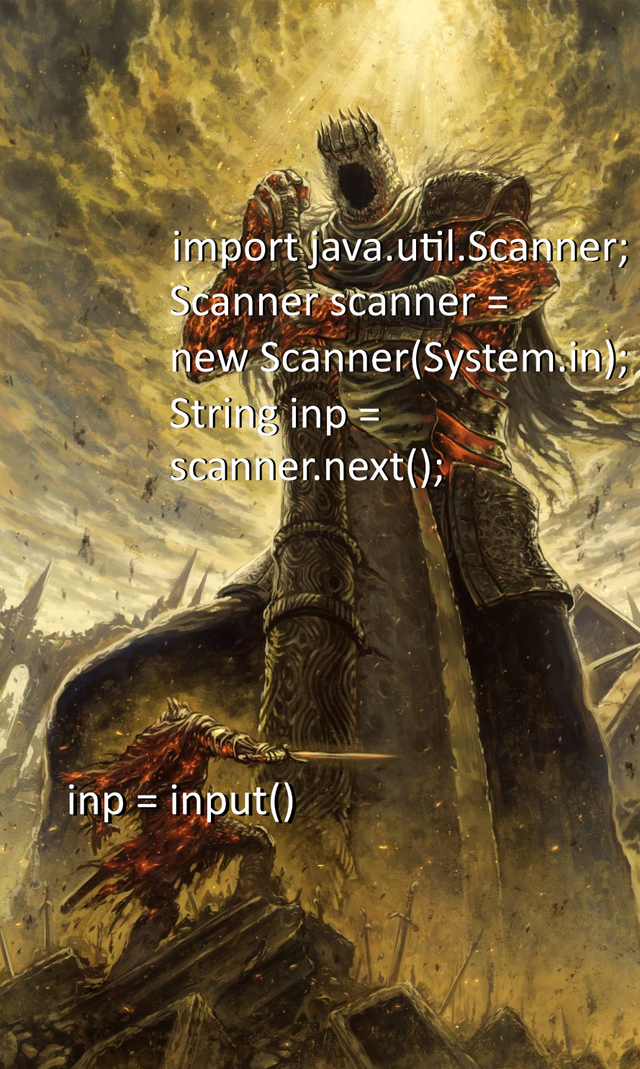 import java.util.Scanner;
Scanner scanner =
new Scanner(System.in);
String inp =
scanner.next();
inp = input()